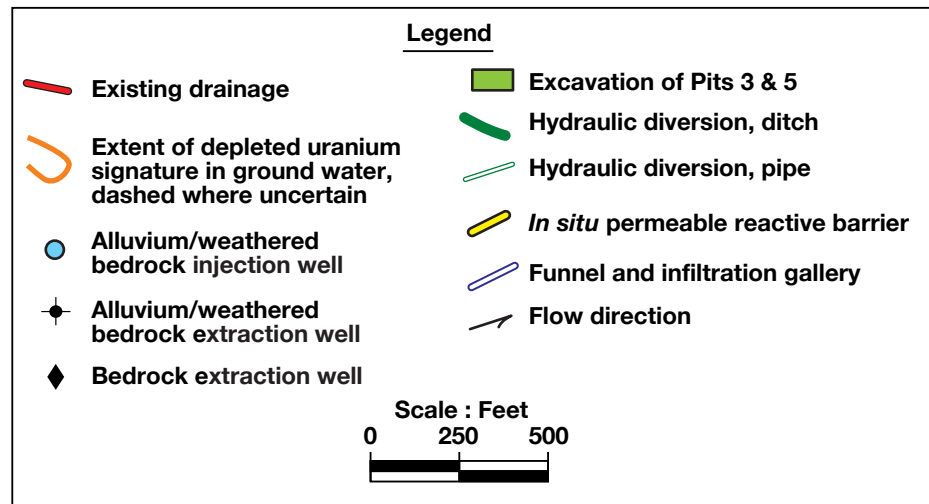 Legend
Existing drainage
Extent of depleted uranium
signature in ground water,
dashed where uncertain
Alluvium/weathered
bedrock injection well
Alluvium/weathered
bedrock extraction well
Bedrock extraction well
Excavation of Pits 3 & 5
Hydraulic diversion, ditch
Hydraulic diversion, pipe
In situ permeable reactive barrier
Funnel and infiltration gallery
Flow direction
Scale : Feet
0 250 500